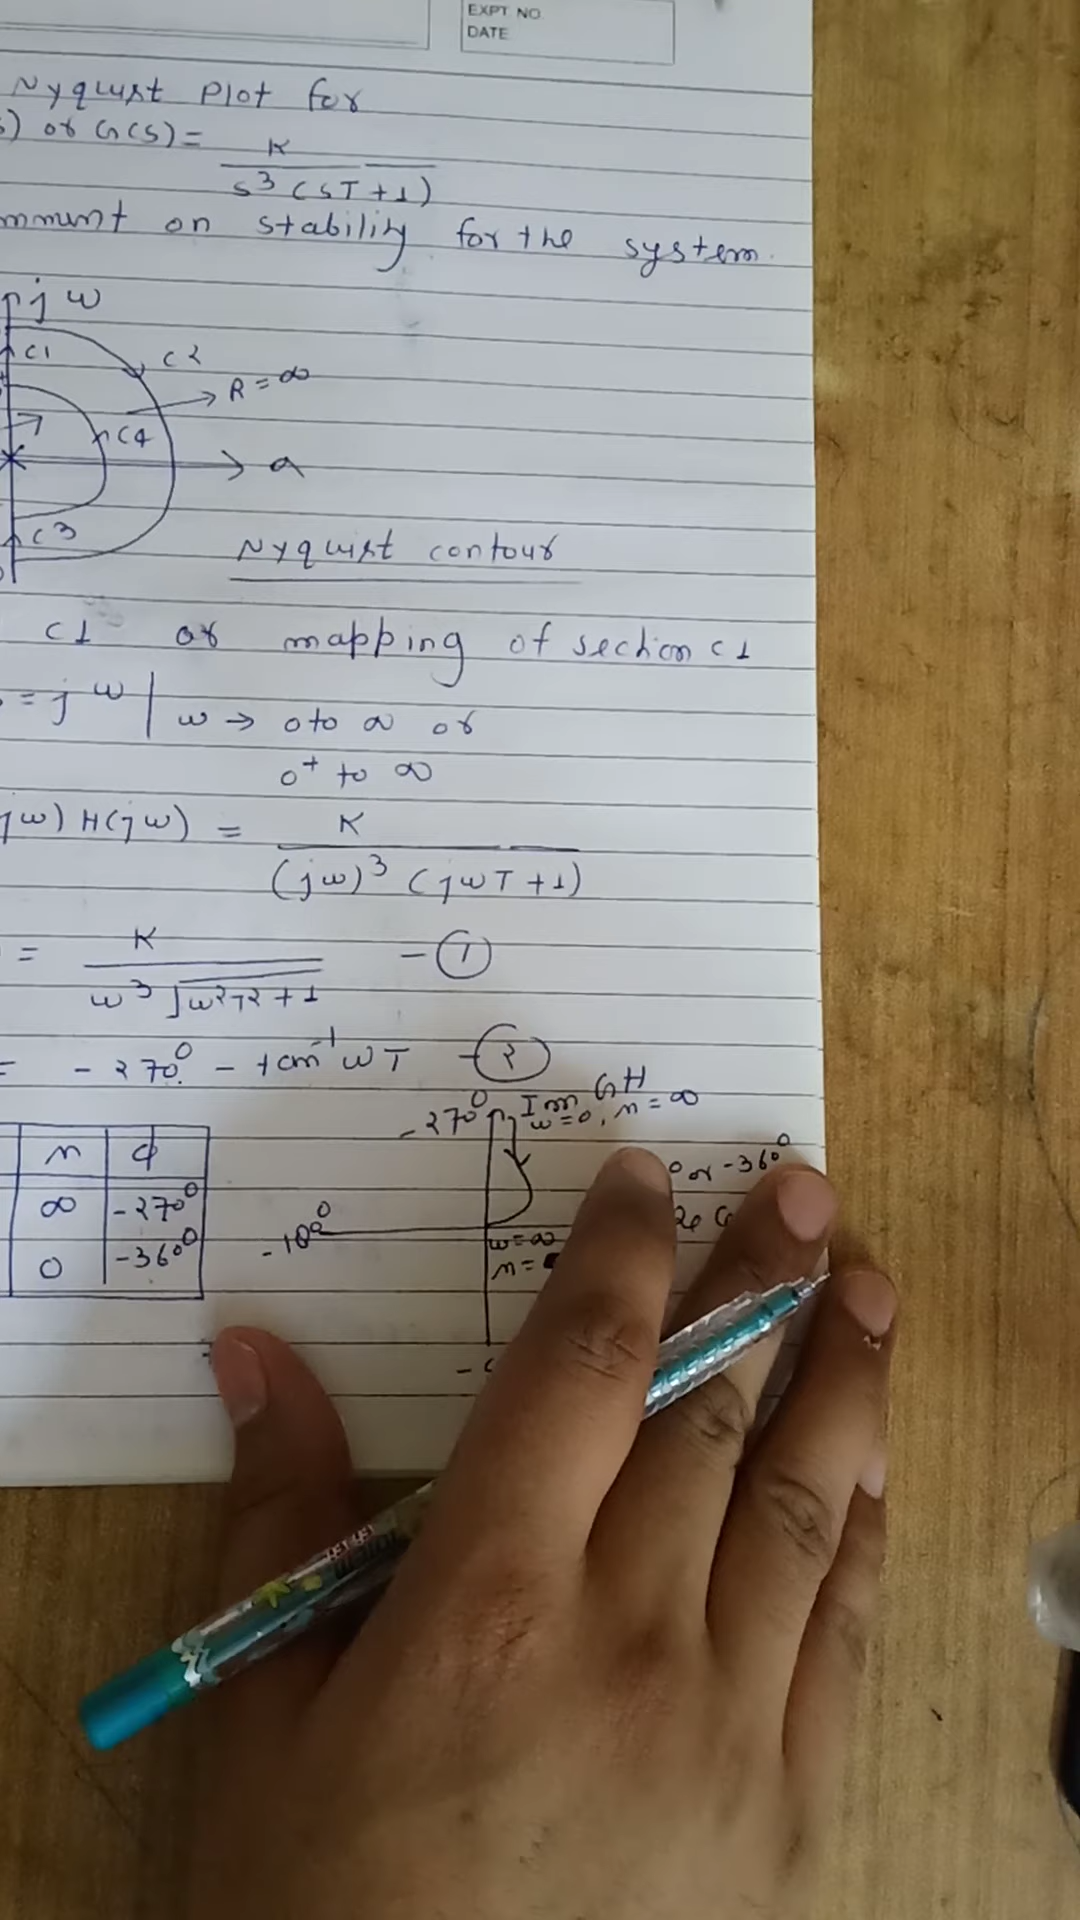 EXPT NO.
DATE
Nyquist Plot for
s) or G(s) = K / s³(sT+1)
mment on stability for the system.
jω
C1
C2
R = ∞
C4
σ
C3
Nyquist contour
C1 or mapping of section C1
= jω | ω → 0 to ∞ or
0⁺ to ∞
jω) H(jω) = K / (jω)³ (jωT+1)
= K / ω³ √ω²T²+1 - ①
= -270° - tan⁻¹ ωT - ②
-270° Im GH
ω=0, m=∞
m ϕ
° or -360°
∞ -270°
-180°
0 -360°
ω=∞
m=